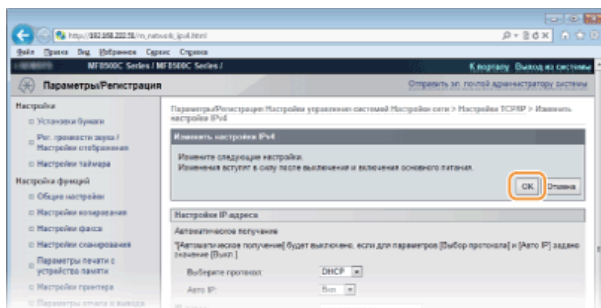 Файл Правка Вид Избранное Сервис Справка
MF8500C Series / MF8500C Series /
К порталу Выход из системы
Параметры/Регистрация
Отправить эл. почтой администратору системы
Настройки
Установки бумаги
Рег. громкости звука /
Настройки отображения
Настройки таймера
Настройки функций
Общие настройки
Настройки копирования
Настройки факса
Настройки сканирования
Параметры печати с
устройства памяти
Настройки принтера
Параметры отчета о выводе
Параметры/Регистрация: Настройки управления системой: Настройки сети > Настройки TCP/IP > Изменить
настройки IPv4
Изменить настройки IPv4
Измените следующие настройки.
Изменения вступят в силу после выключения и включения основного питания.
OK Отмена
Настройки IP-адреса
Автоматическое получение
*[Автоматическое получение] будет выключено, если для параметров [Выбор протокола] и [Авто IP] задано
значение [Выкл.]
Выберите протокол: DHCP
Авто IP: Вкл